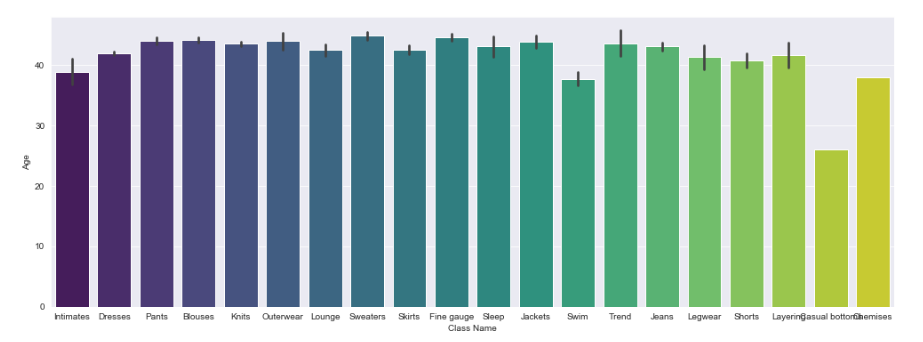 Age
40
30
20
10
0
Intimates Dresses Pants Blouses Knits Outerwear Lounge Sweaters Skirts Fine gauge Sleep Jackets Swim Trend Jeans Legwear Shorts Layering Casual bottoms Chemises
Class Name